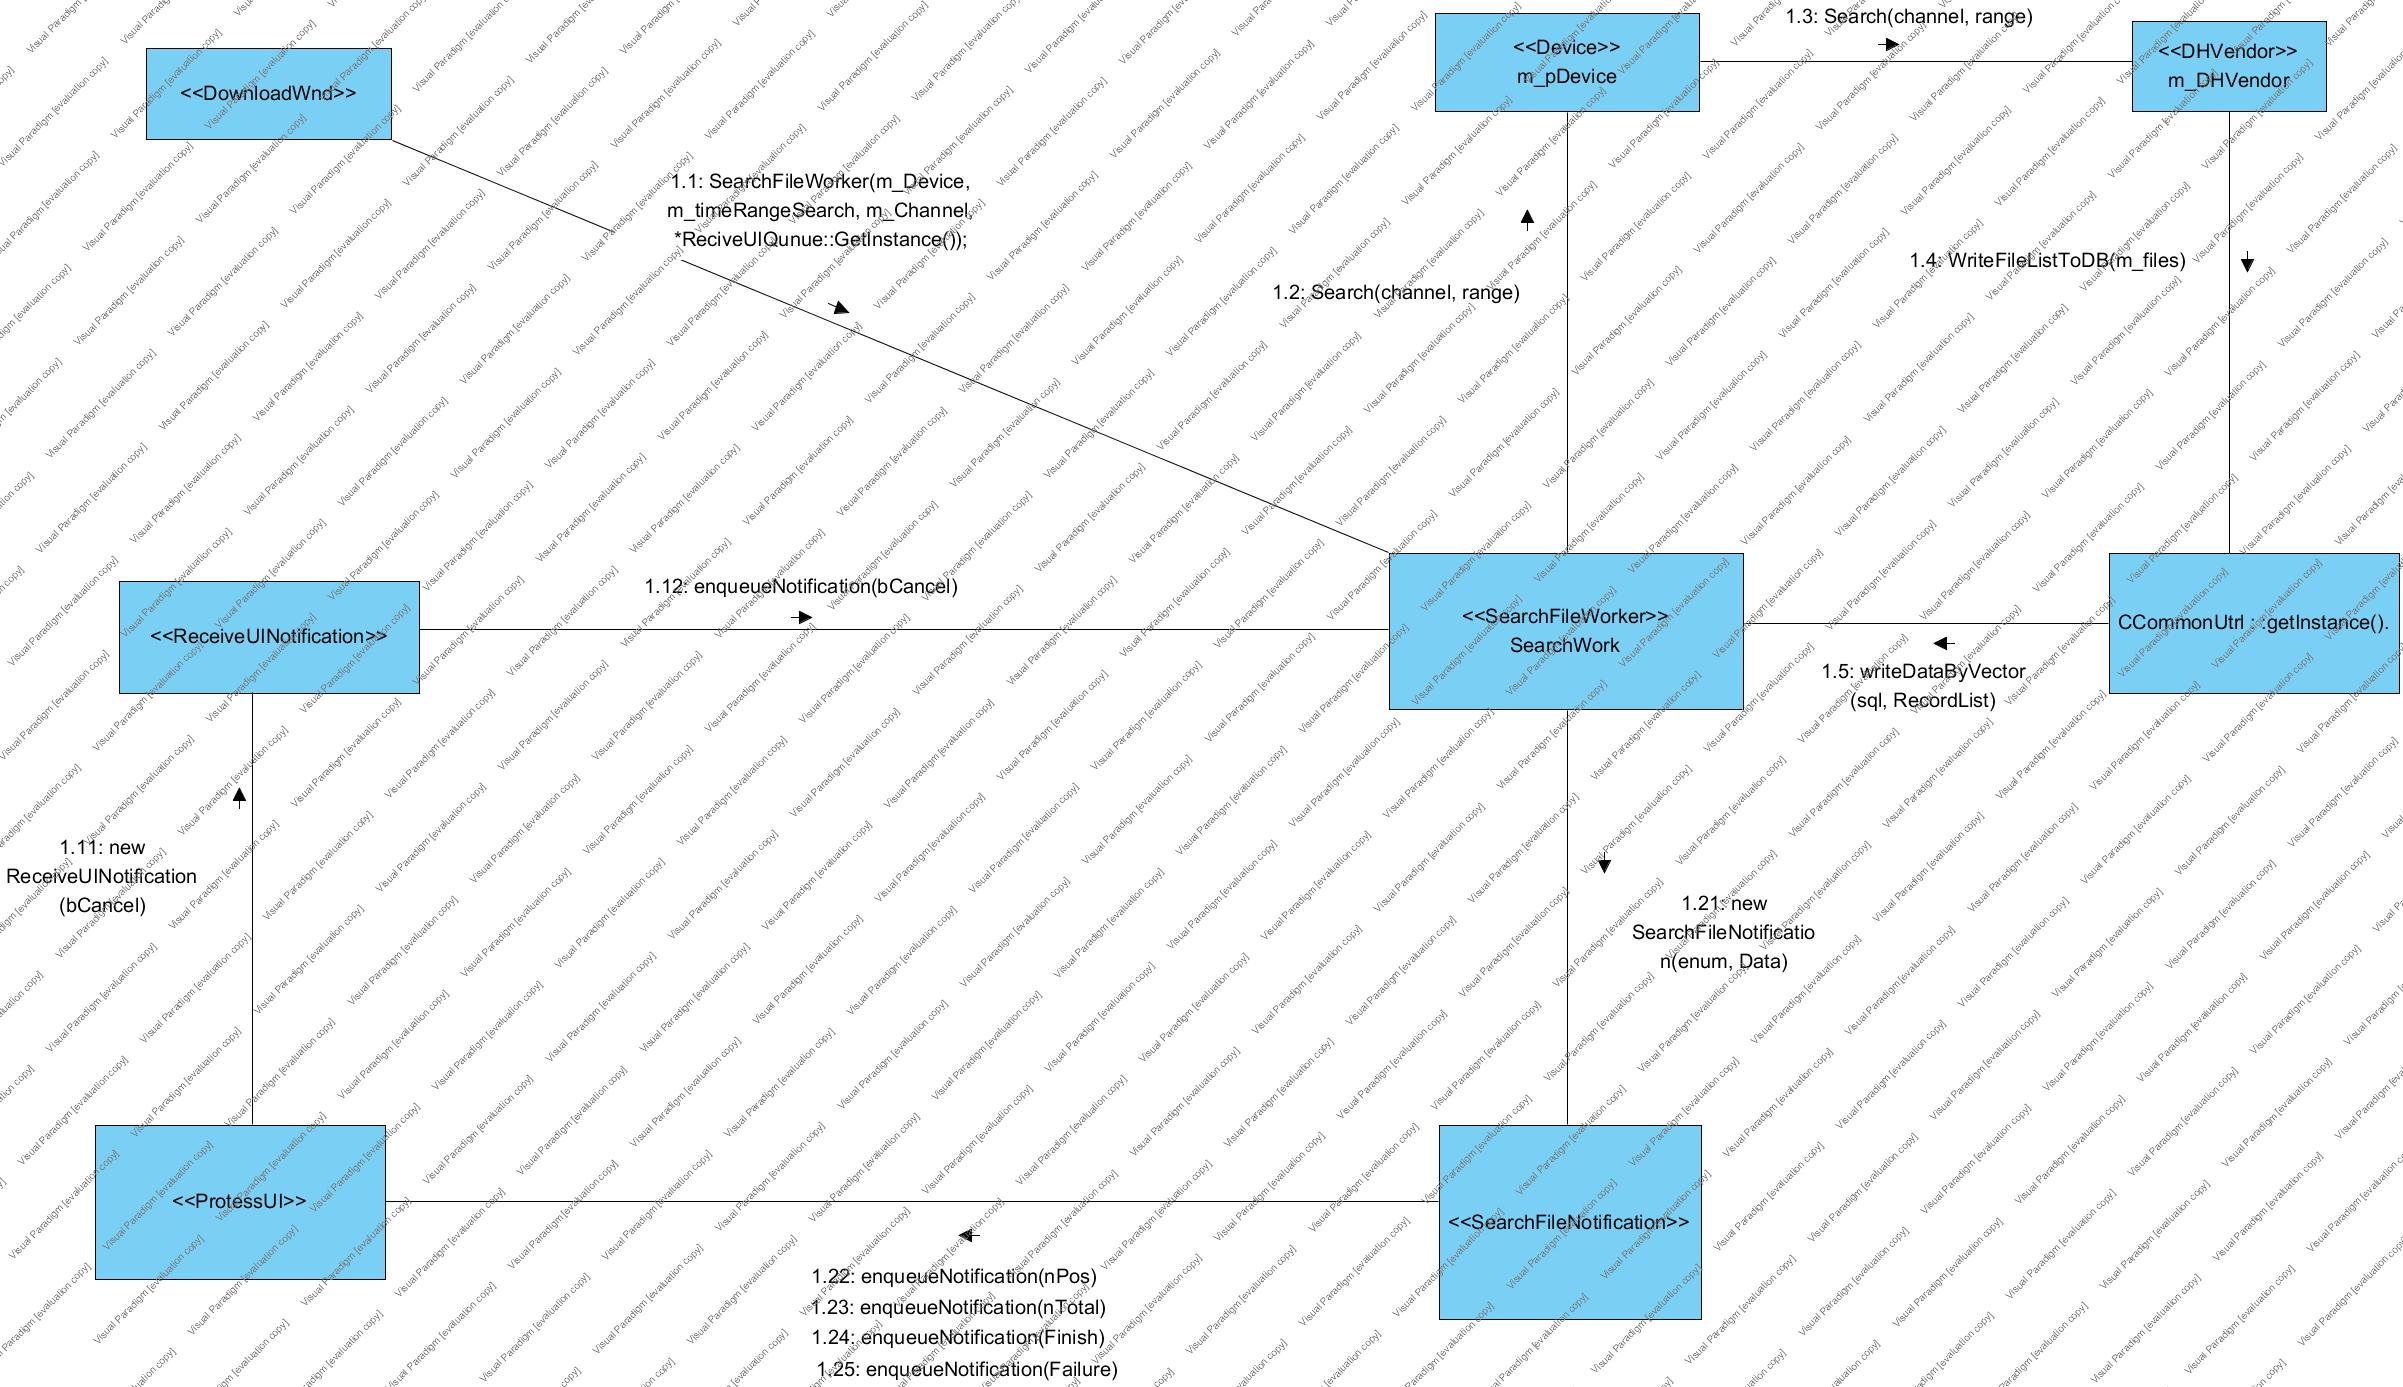 <<DownloadWnd>>
<<Device>>
m_pDevice
1.3: Search(channel, range)
<<DHVendor>>
m_DHVendor
1.1: SearchFileWorker(m_Device,
m_timeRangeSearch, m_Channel,
*ReciveUIQunue::GetInstance());
1.2: Search(channel, range)
1.4: WriteFileListToDB(m_files)
<<ReceiveUINotification>>
1.12: enqueueNotification(bCancel)
<<SearchFileWorker>>
SearchWork
CCommonUtrl : :getInstance().
1.5: writeDataByVector
(sql, RecordList)
1.11: new
ReceiveUINotification
(bCancel)
1.21: new
SearchFileNotificatio
n(enum, Data)
<<ProtessUI>>
<<SearchFileNotification>>
1.22: enqueueNotification(nPos)
1.23: enqueueNotification(nTotal)
1.24: enqueueNotification(Finish)
1.25: enqueueNotification(Failure)
Visual Paradigm [evaluation copy]